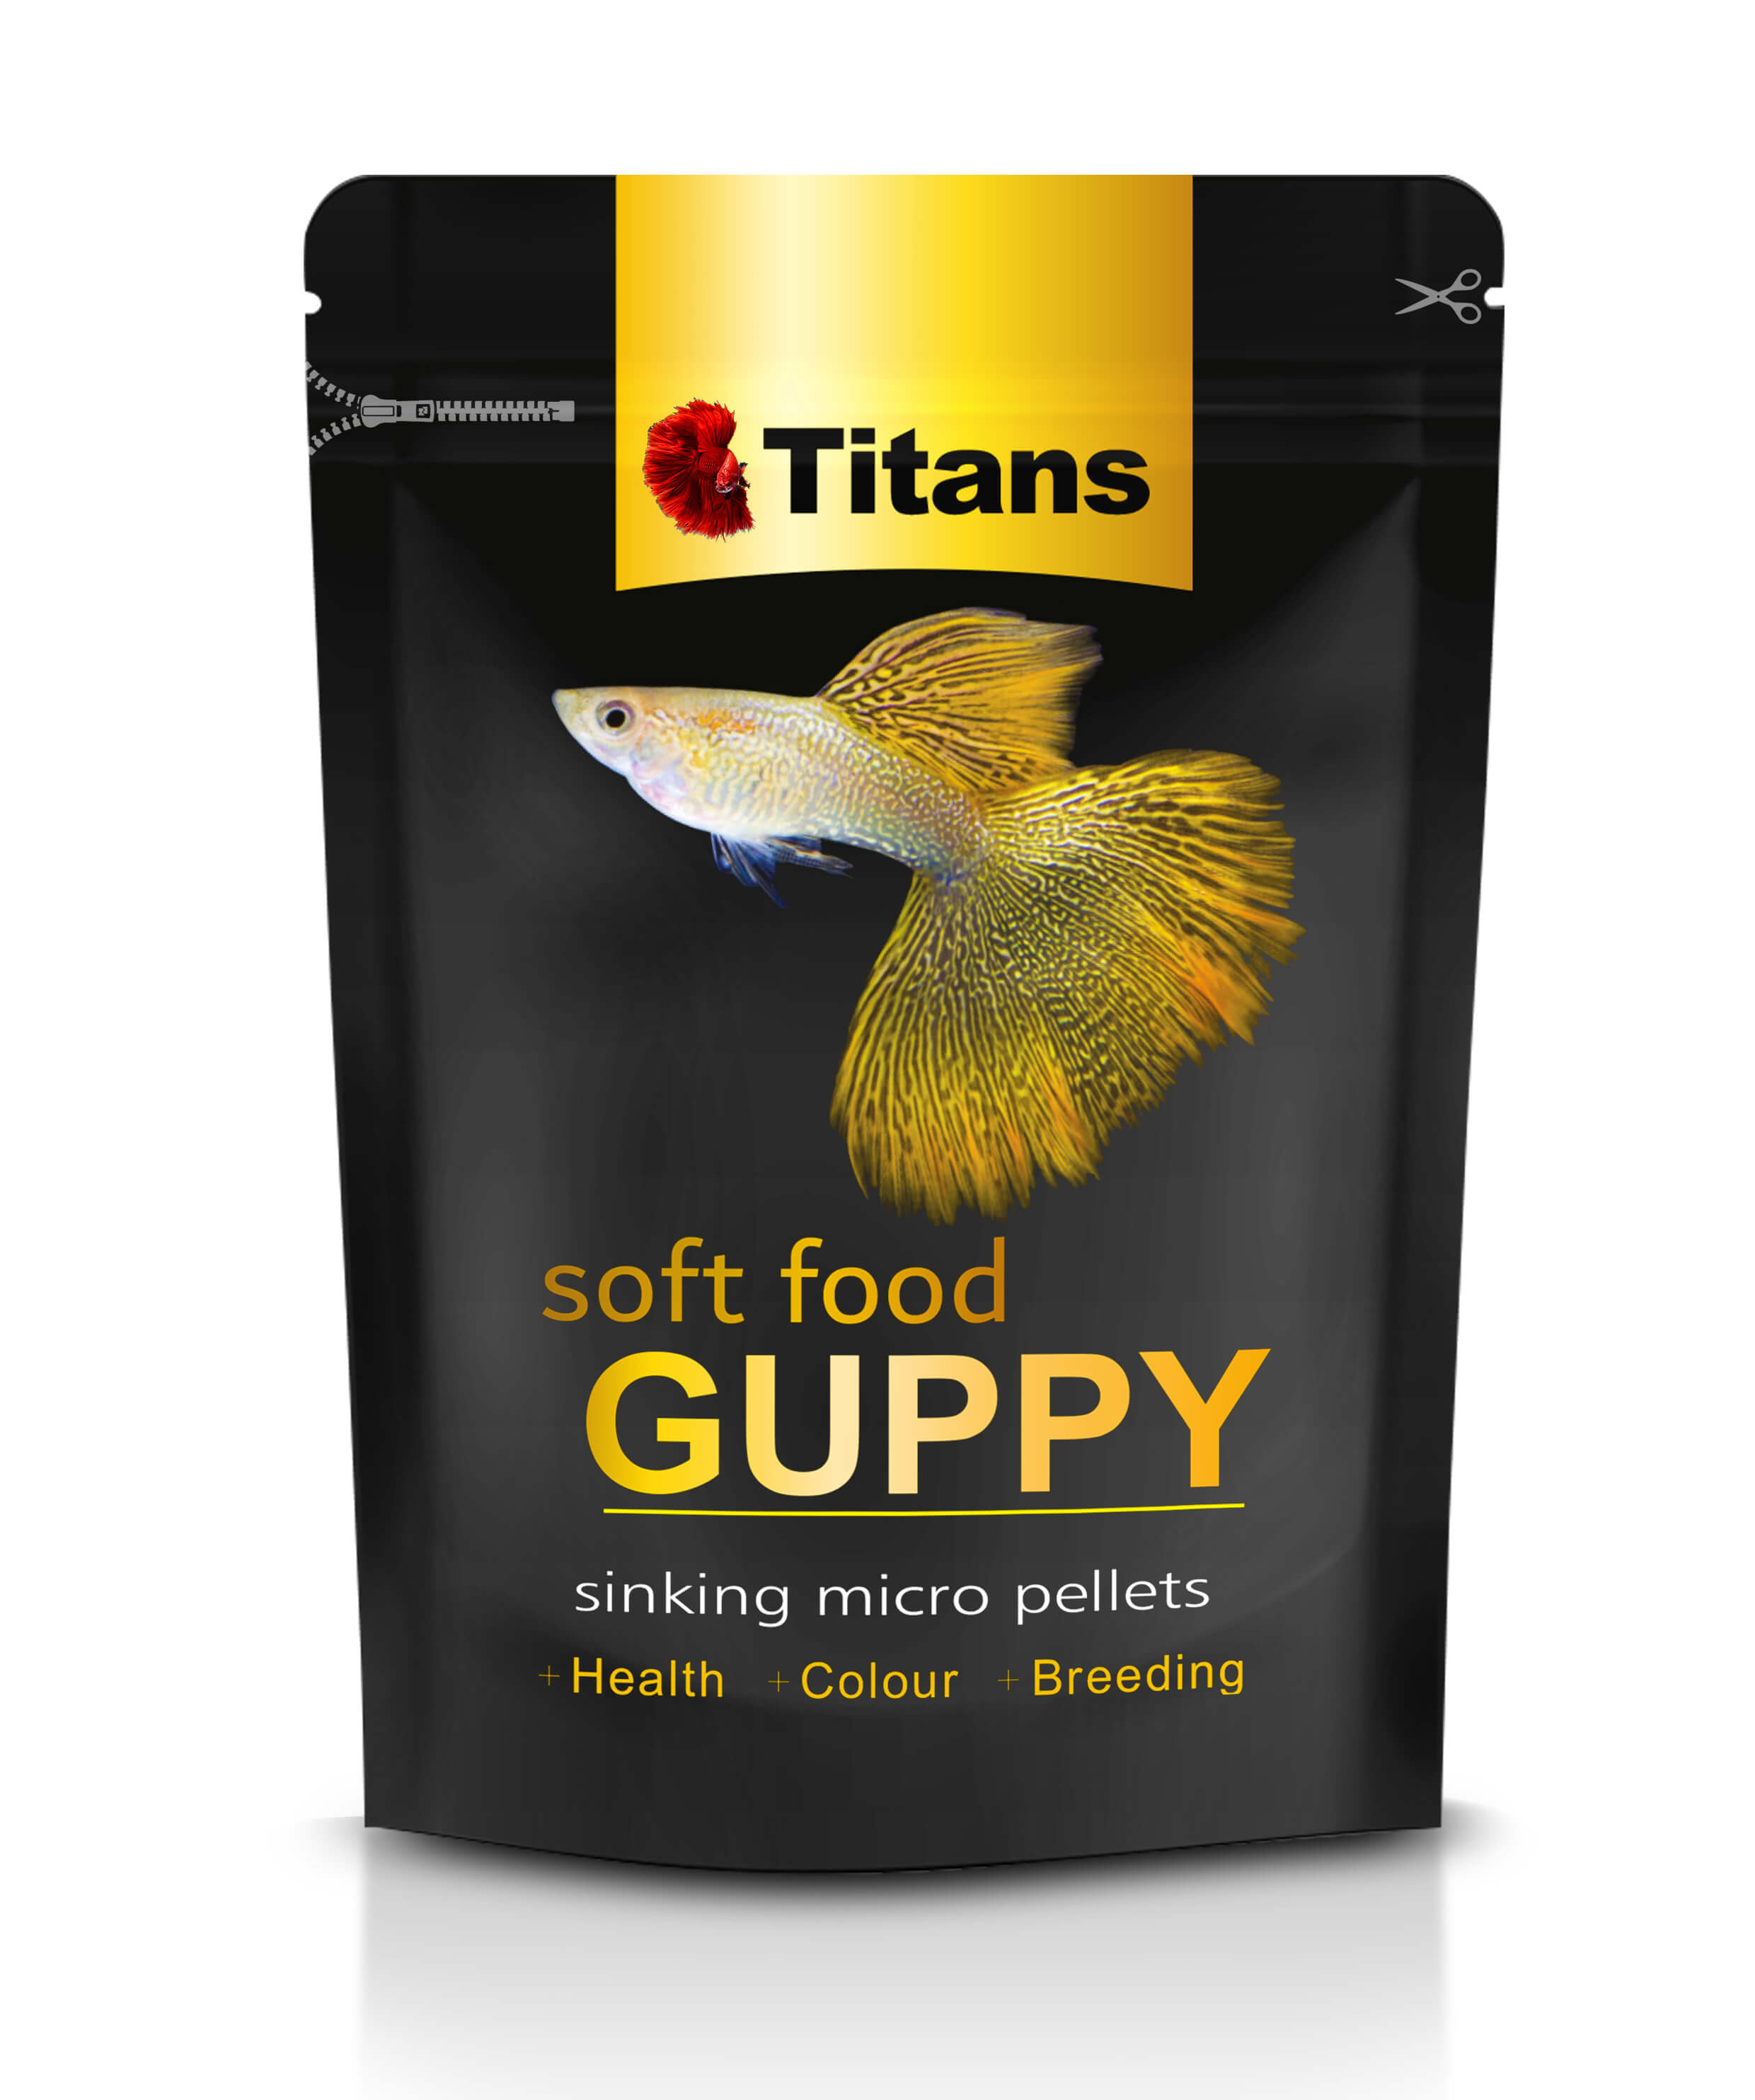 Titans
soft food
GUPPY
sinking micro pellets
+Health +Colour +Breeding